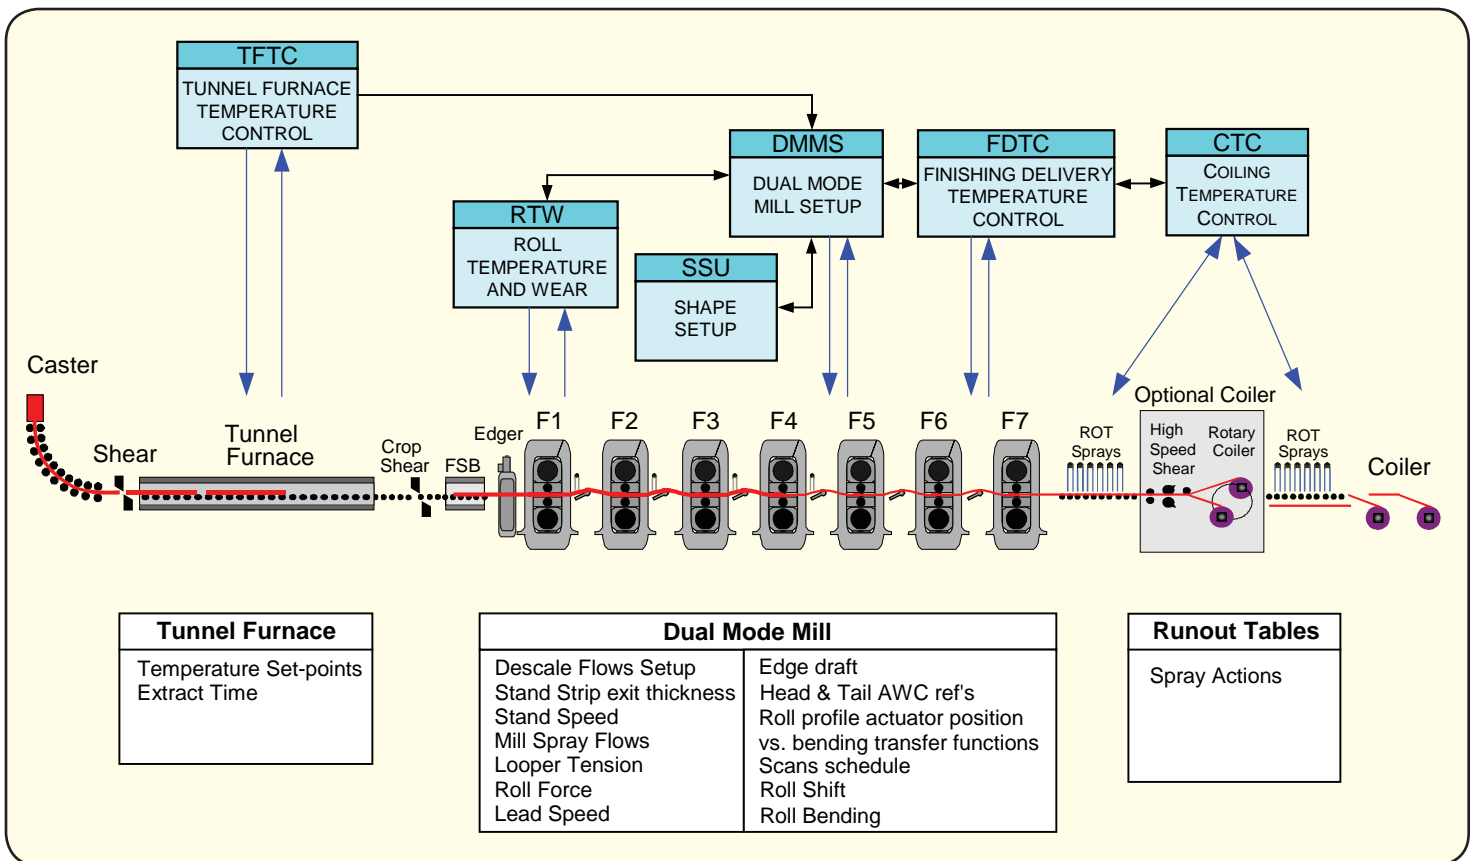 TFTC
TUNNEL FURNACE
TEMPERATURE
CONTROL
DMMS
DUAL MODE
MILL SETUP
FDTC
FINISHING DELIVERY
TEMPERATURE
CONTROL
CTC
COILING
TEMPERATURE
CONTROL
RTW
ROLL
TEMPERATURE
AND WEAR
SSU
SHAPE
SETUP
Caster
Shear
Tunnel
Furnace
Crop
Shear
FSB
Edger
F1
F2
F3
F4
F5
F6
F7
ROT
Sprays
Optional Coiler
High
Speed
Shear
Rotary
Coiler
ROT
Sprays
Coiler
Tunnel Furnace
Temperature Set-points
Extract Time
Dual Mode Mill
Descale Flows Setup
Stand Strip exit thickness
Stand Speed
Mill Spray Flows
Looper Tension
Roll Force
Lead Speed
Edge draft
Head & Tail AWC ref's
Roll profile actuator position
vs. bending transfer functions
Scans schedule
Roll Shift
Roll Bending
Runout Tables
Spray Actions